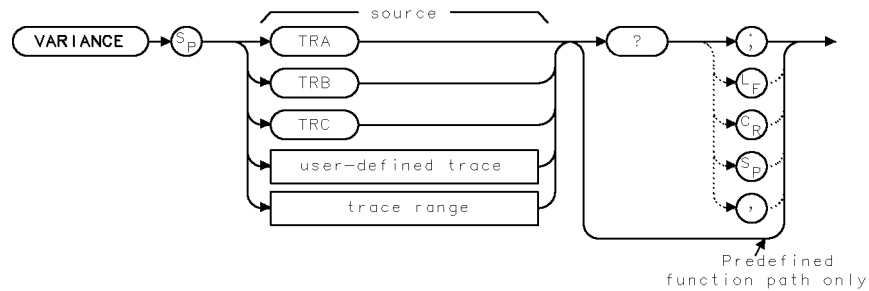 source
VARIANCE SP TRA ? ;
TRB LF
TRC CR
user-defined trace SP
trace range ,
Predefined
function path only